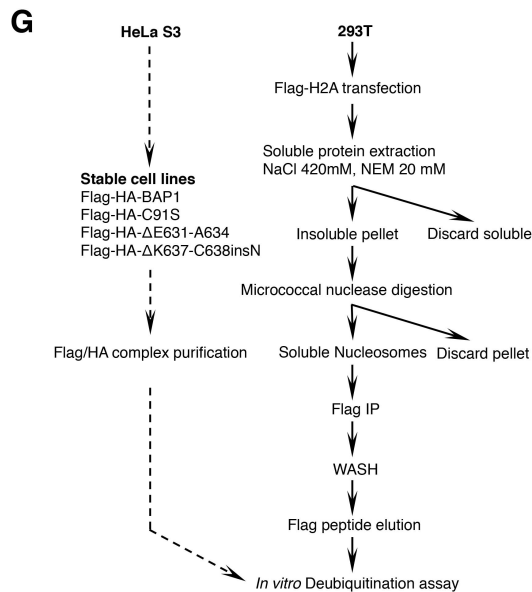 G
HeLa S3
293T
Flag-H2A transfection
Soluble protein extraction
NaCl 420mM, NEM 20 mM
Stable cell lines
Flag-HA-BAP1
Flag-HA-C91S
Flag-HA-ΔE631-A634
Flag-HA-ΔK637-C638insN
Insoluble pellet
Discard soluble
Micrococcal nuclease digestion
Flag/HA complex purification
Soluble Nucleosomes
Discard pellet
Flag IP
WASH
Flag peptide elution
In vitro Deubiquitination assay